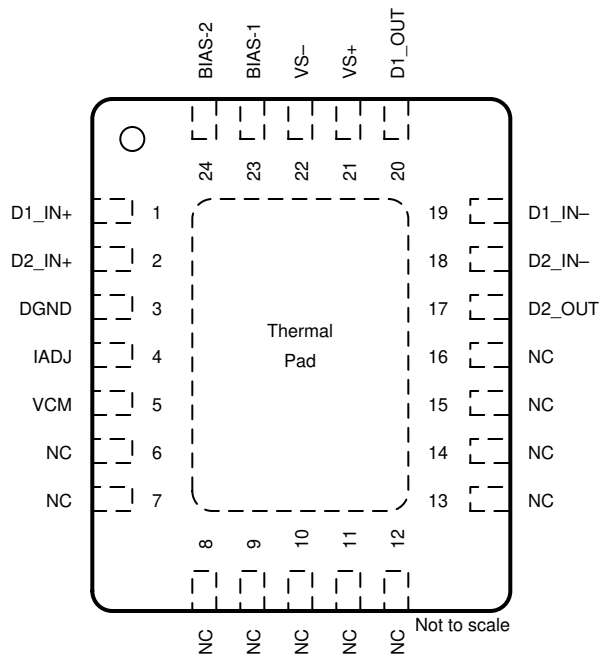 BIAS-2
BIAS-1
VS–
VS+
D1_OUT
24
23
22
21
20
D1_IN+
1
19
D1_IN–
D2_IN+
2
18
D2_IN–
DGND
3
17
D2_OUT
IADJ
4
Thermal
Pad
16
NC
VCM
5
15
NC
NC
6
14
NC
NC
7
13
NC
8
9
10
11
12
NC
NC
NC
NC
NC
Not to scale